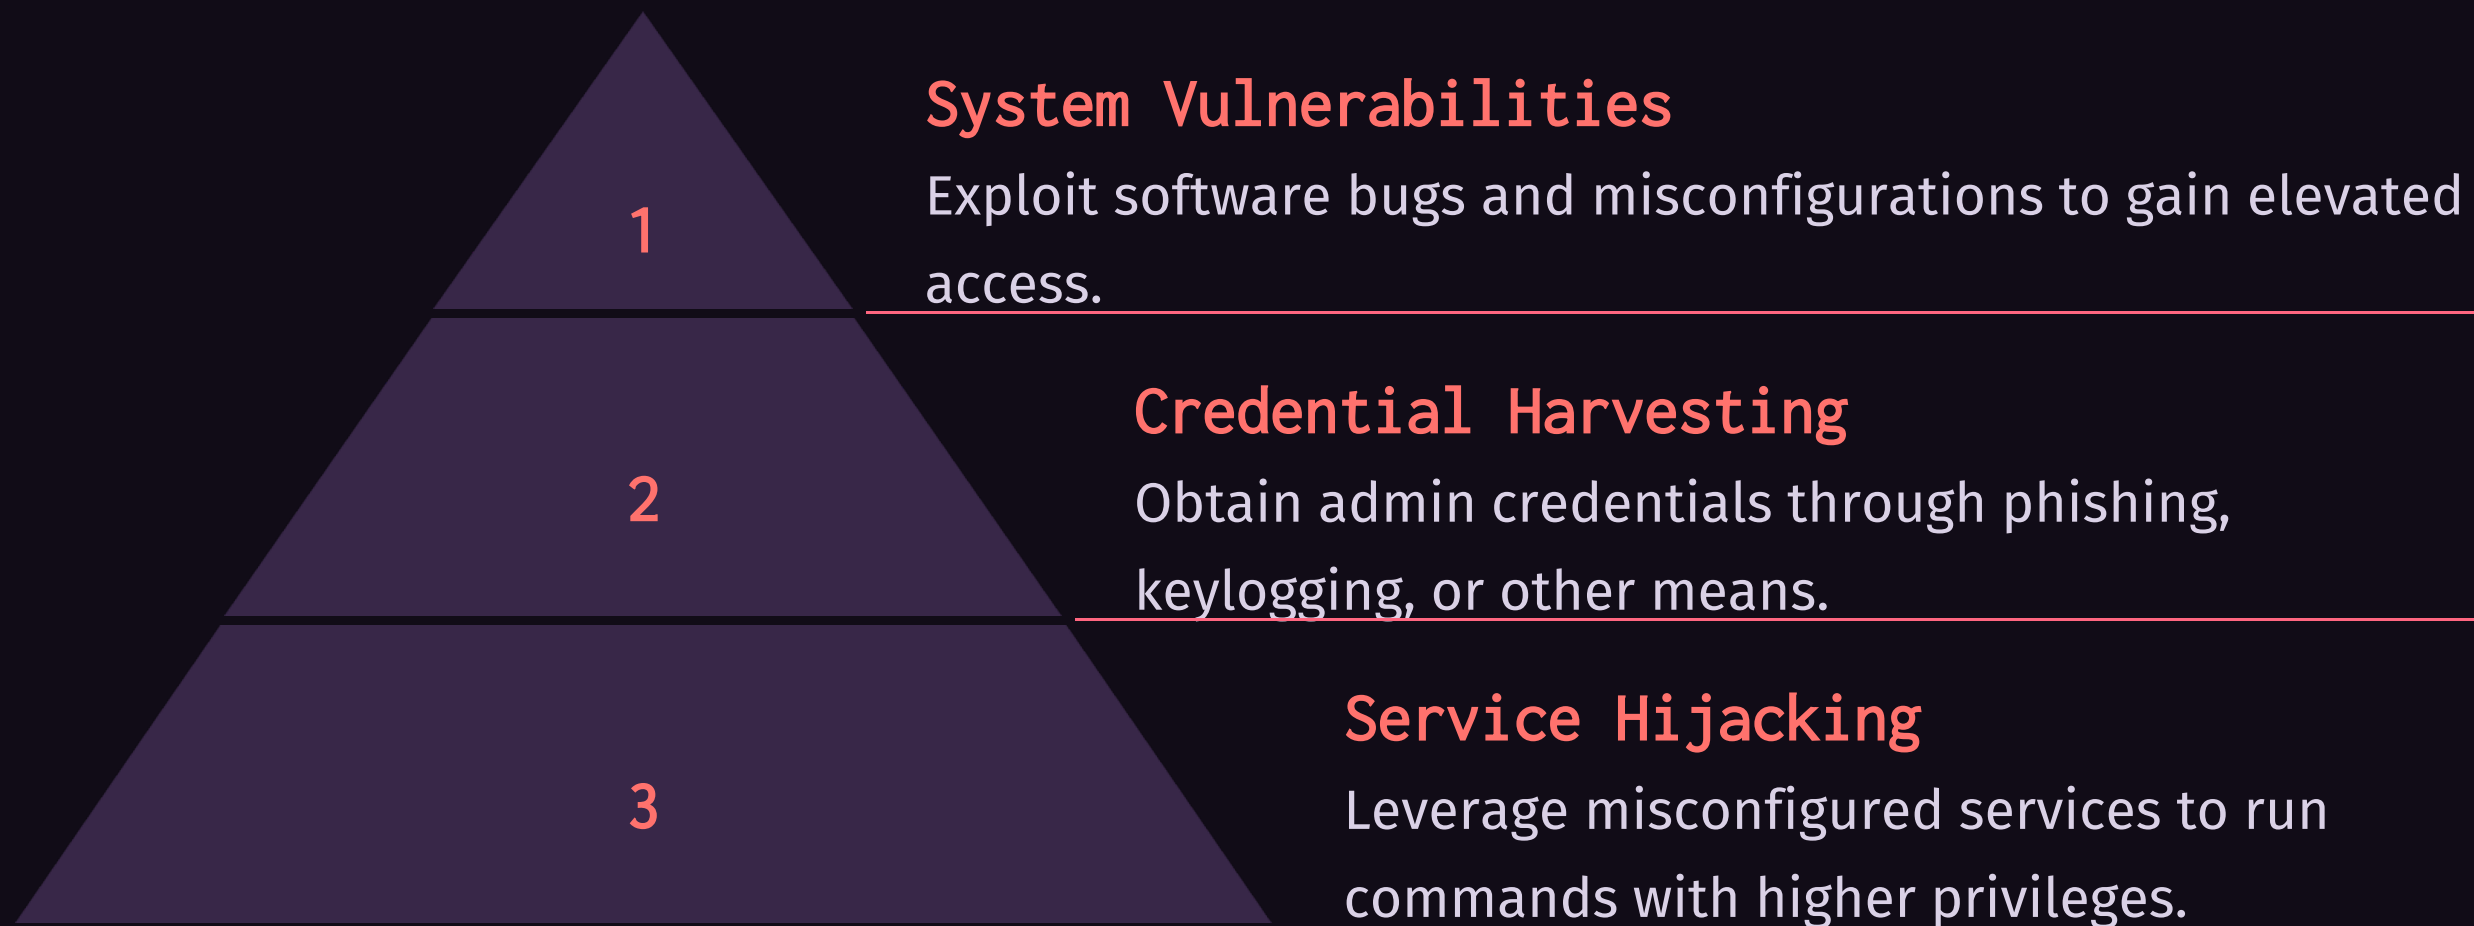 System Vulnerabilities
Exploit software bugs and misconfigurations to gain elevated
access.
1
Credential Harvesting
Obtain admin credentials through phishing,
keylogging, or other means.
2
Service Hijacking
Leverage misconfigured services to run
commands with higher privileges.
3